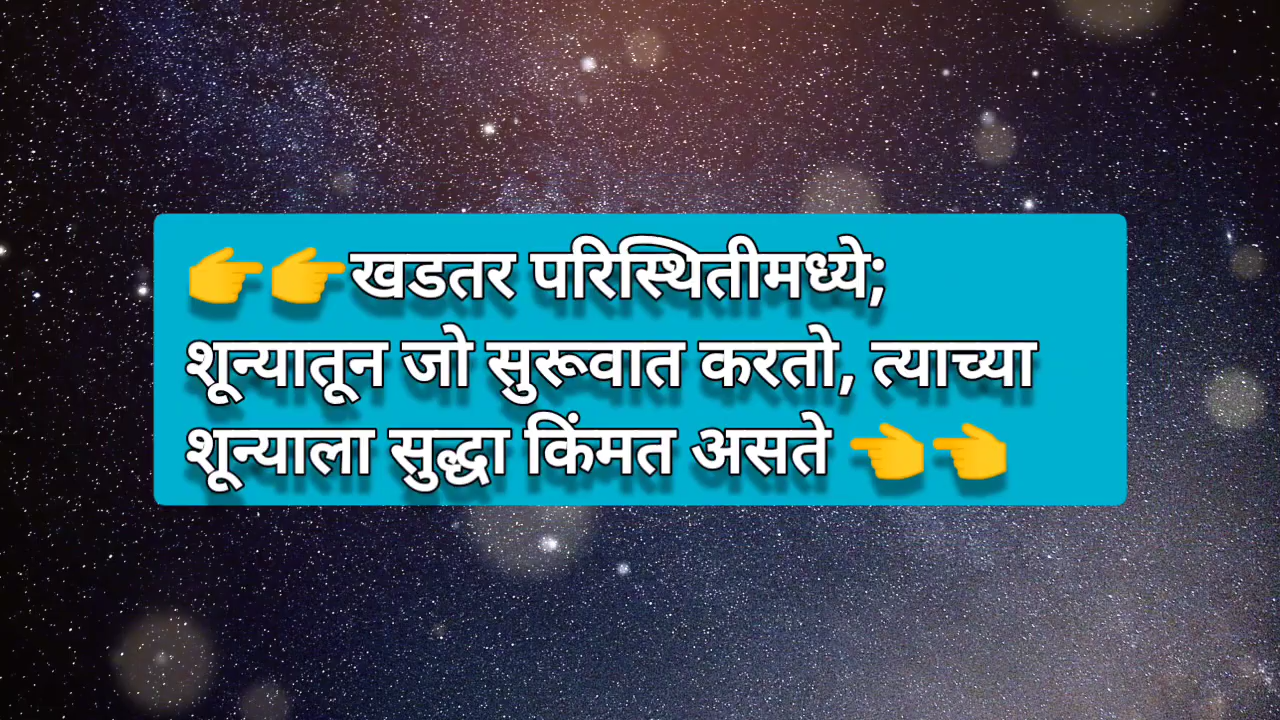 👉👉खडतर परिस्थितीमध्ये;
शून्यातून जो सुरूवात करतो, त्याच्या
शून्याला सुद्धा किंमत असते 👈👈